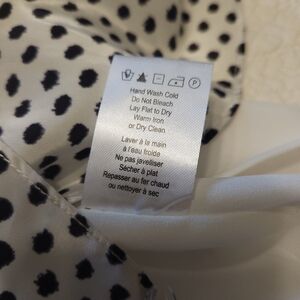 P
Hand Wash Cold
Do Not Bleach
Lay Flat to Dry
Warm Iron
or Dry Clean
Laver à la main
à l'eau froide
Ne pas javelliser
Sécher à plat
Repasser au fer chaud
ou nettoyer à sec